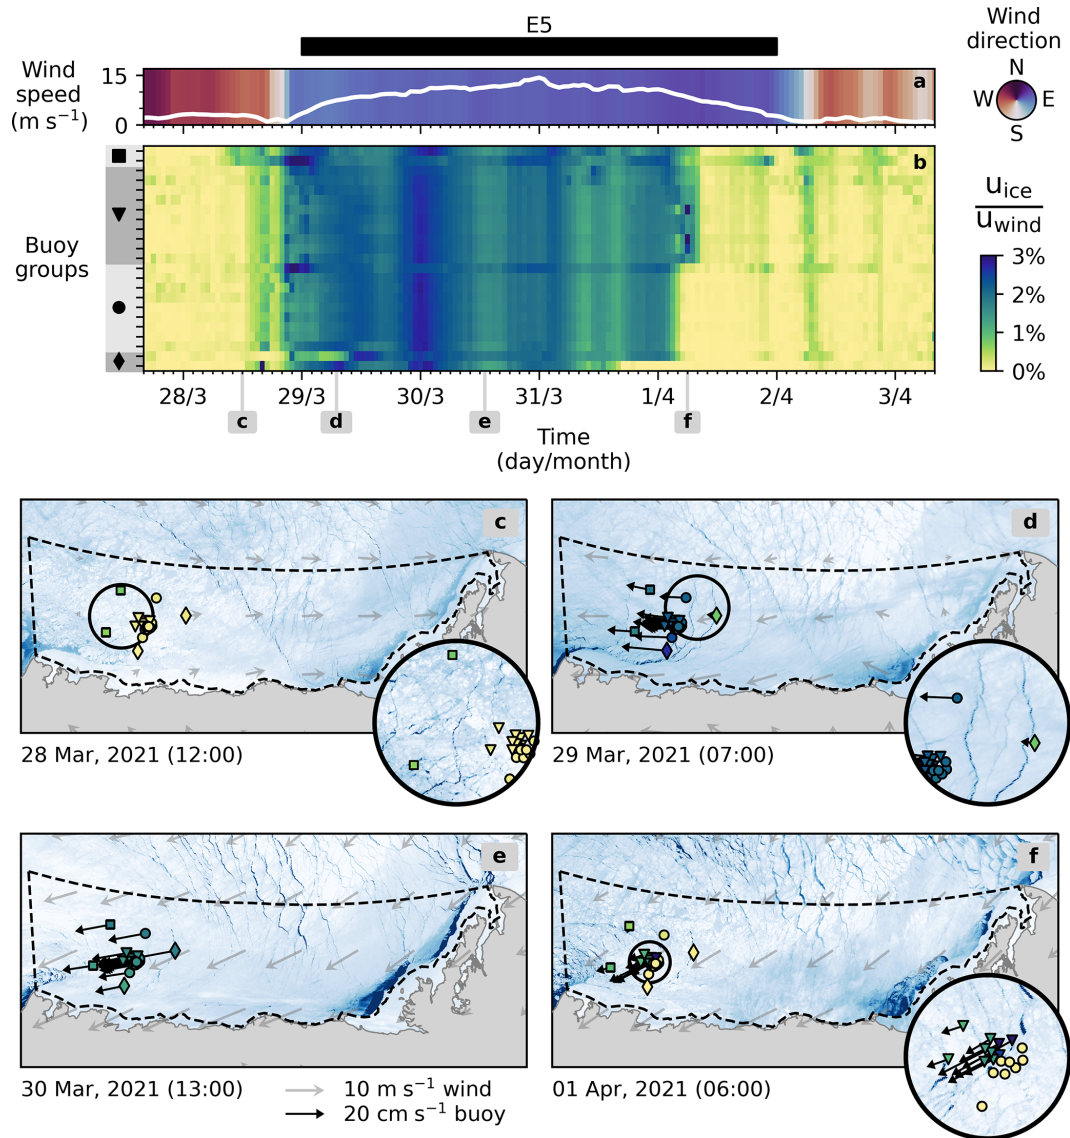 E5
Wind
direction
N
W E
S
Wind
speed
(m s⁻¹)
15
0
a
b
Buoy
groups
u_ice
u_wind
3%
2%
1%
0%
28/3 29/3 30/3 31/3 1/4 2/4 3/4
c d e f
Time
(day/month)
c
28 Mar, 2021 (12:00)
d
29 Mar, 2021 (07:00)
e
30 Mar, 2021 (13:00)
10 m s⁻¹ wind
20 cm s⁻¹ buoy
f
01 Apr, 2021 (06:00)